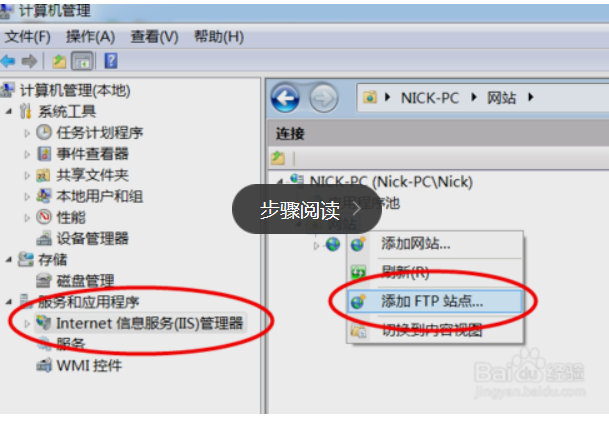 计算机管理
文件(F) 操作(A) 查看(V) 帮助(H)
计算机管理(本地)
系统工具
任务计划程序
事件查看器
共享文件夹
本地用户和组
性能
设备管理器
存储
磁盘管理
服务和应用程序
Internet 信息服务(IIS)管理器
服务
WMI 控件
NICK-PC 网站
连接
NICK-PC (Nick-PC\Nick)
程序池
网站
步骤阅读
添加网站...
刷新(R)
添加 FTP 站点...
切换到内容视图
Baidu 经验
jingyan.baidu.com